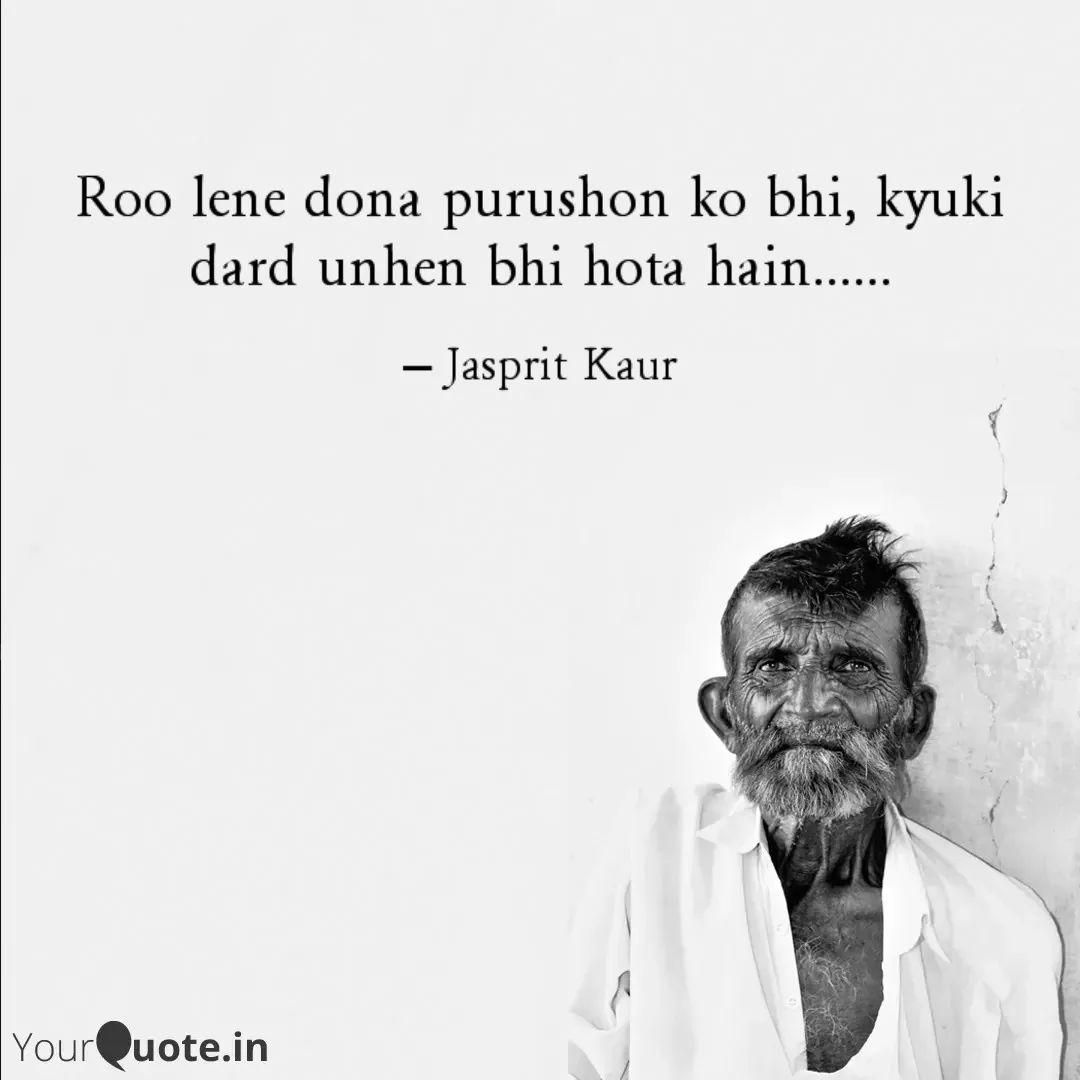 Roo lene dona purushon ko bhi, kyuki
dard unhen bhi hota hain......
– Jasprit Kaur
YourQuote.in